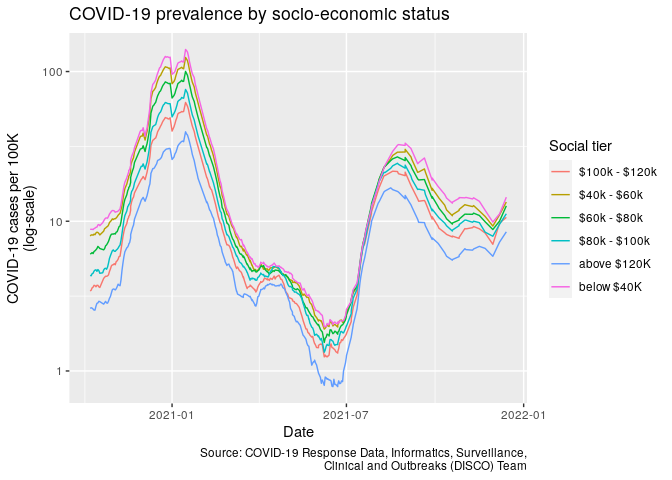 COVID-19 prevalence by socio-economic status
COVID-19 cases per 100K
(log-scale)
100
10
1
2021-01
2021-07
2022-01
Date
Social tier
$100k - $120k
$40k - $60k
$60k - $80k
$80k - $100k
above $120K
below $40K
Source: COVID-19 Response Data, Informatics, Surveillance,
Clinical and Outbreaks (DISCO) Team